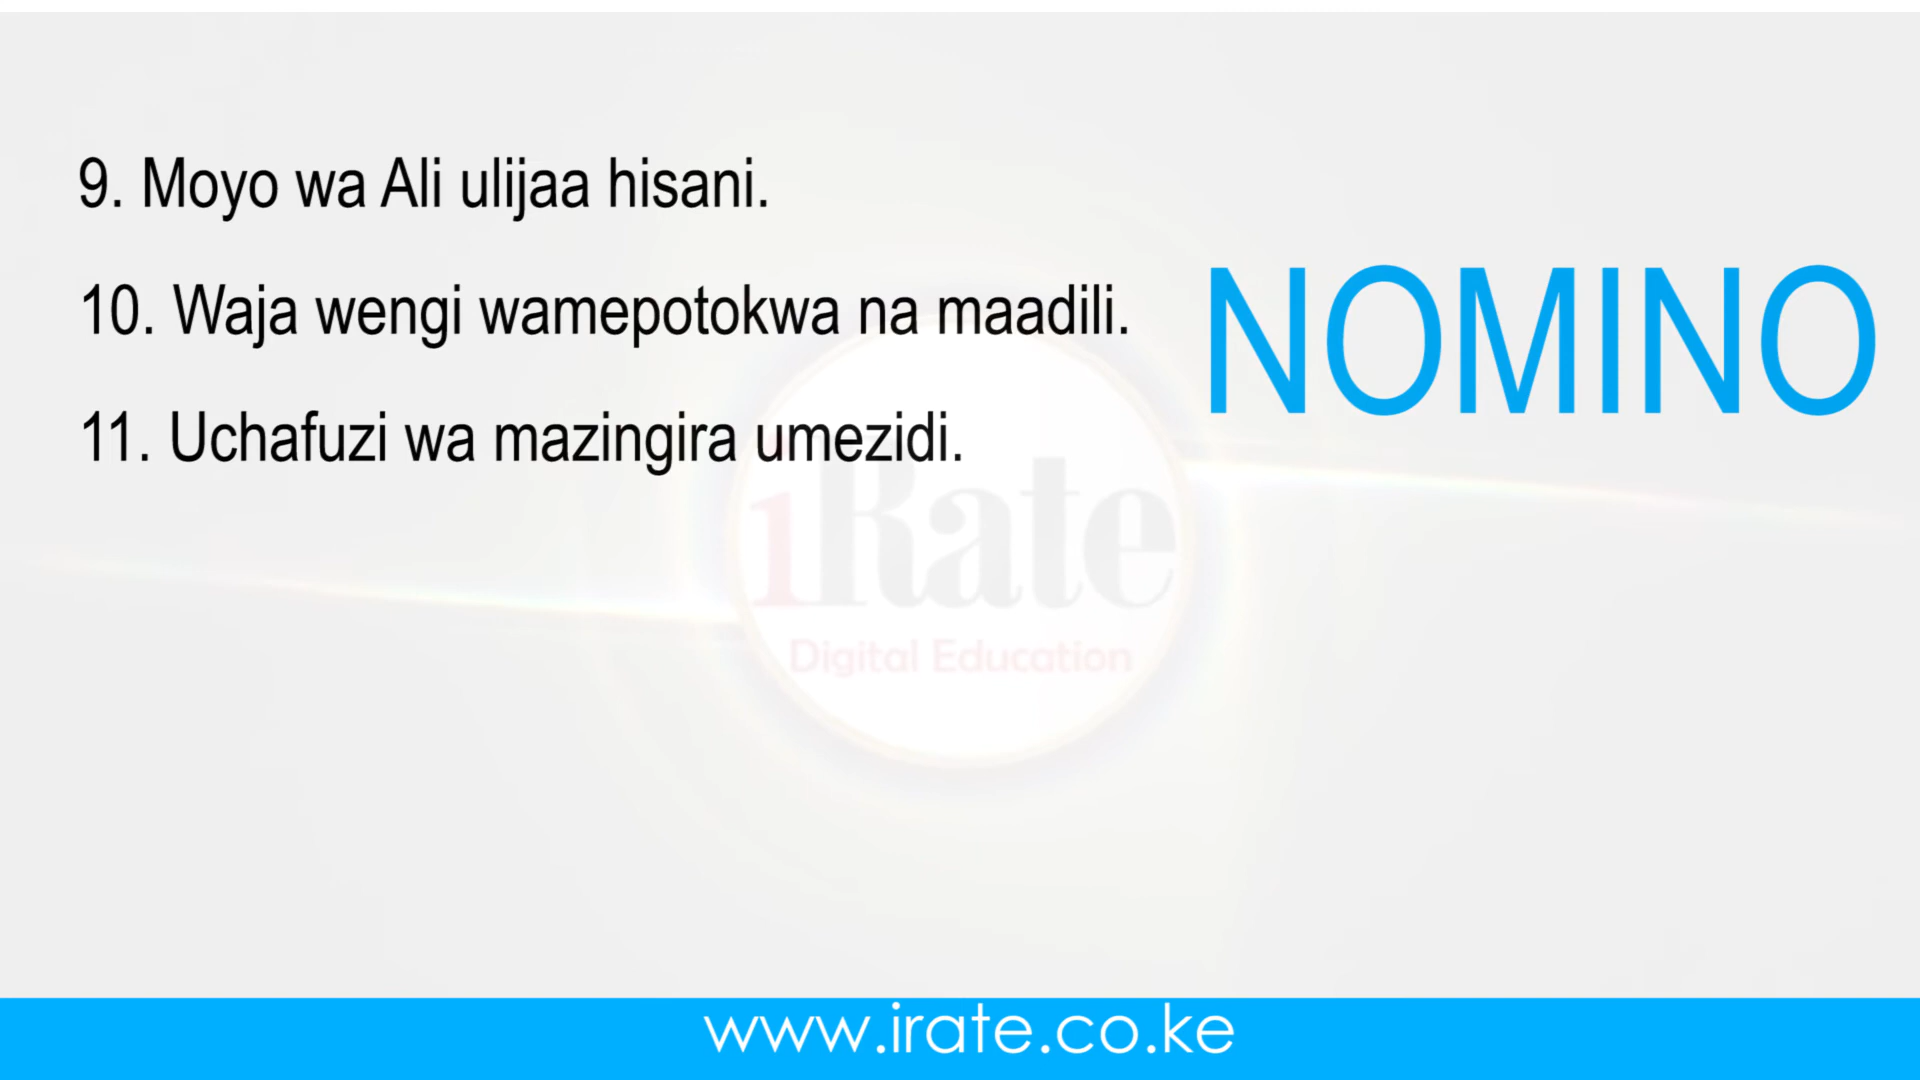 9. Moyo wa Ali ulijaa hisani.
10. Waja wengi wamepotokwa na maadili.
11. Uchafuzi wa mazingira umezidi.
NOMINO
iRate
Digital Education
www.irate.co.ke